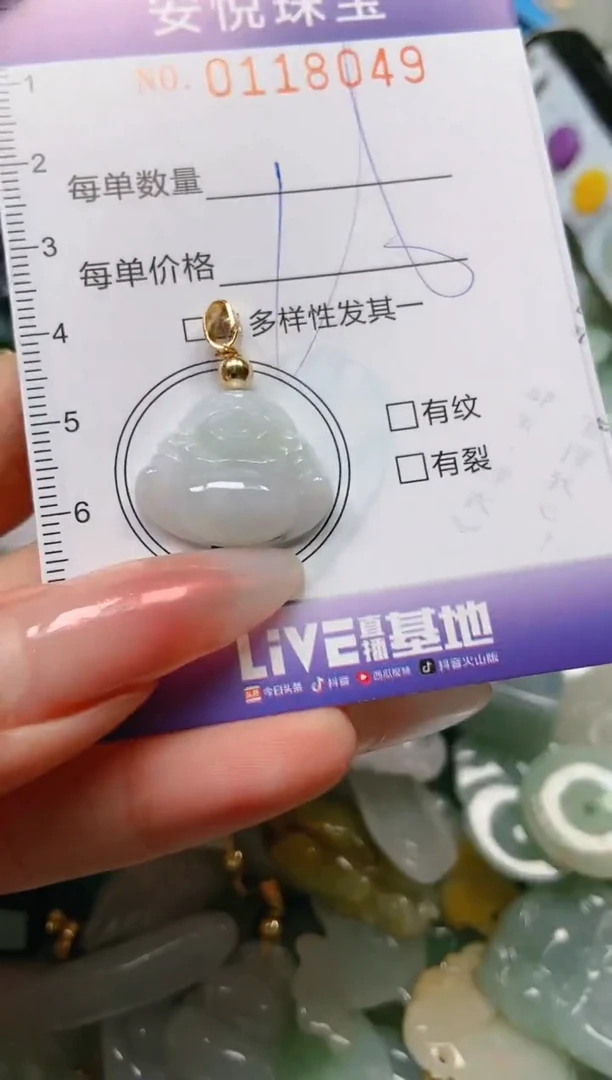 安悦珠宝
NO. 0118049
1
2
每单数量
3
每单价格
4
多样性发其一
5
□有纹
□有裂
6
LiVE直播基地
头条 今日头条 抖音 西瓜视频 抖音火山版